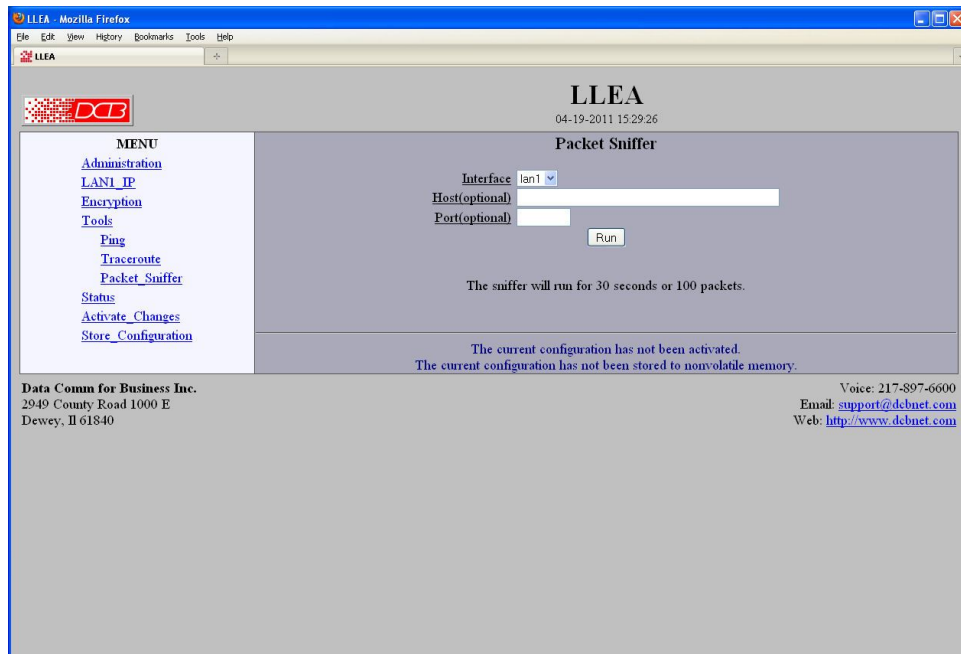 LLEA - Mozilla Firefox
File Edit View History Bookmarks Tools Help
LLEA
DCB
LLEA
04-19-2011 15:29:26
MENU
Administration
LAN1_IP
Encryption
Tools
Ping
Traceroute
Packet_Sniffer
Status
Activate_Changes
Store_Configuration
Packet Sniffer
Interface lan1
Host(optional)
Port(optional)
Run
The sniffer will run for 30 seconds or 100 packets.
The current configuration has not been activated.
The current configuration has not been stored to nonvolatile memory.
Data Comm for Business Inc.
2949 County Road 1000 E
Dewey, Il 61840
Voice: 217-897-6600
Email: support@dcbnet.com
Web: http://www.dcbnet.com